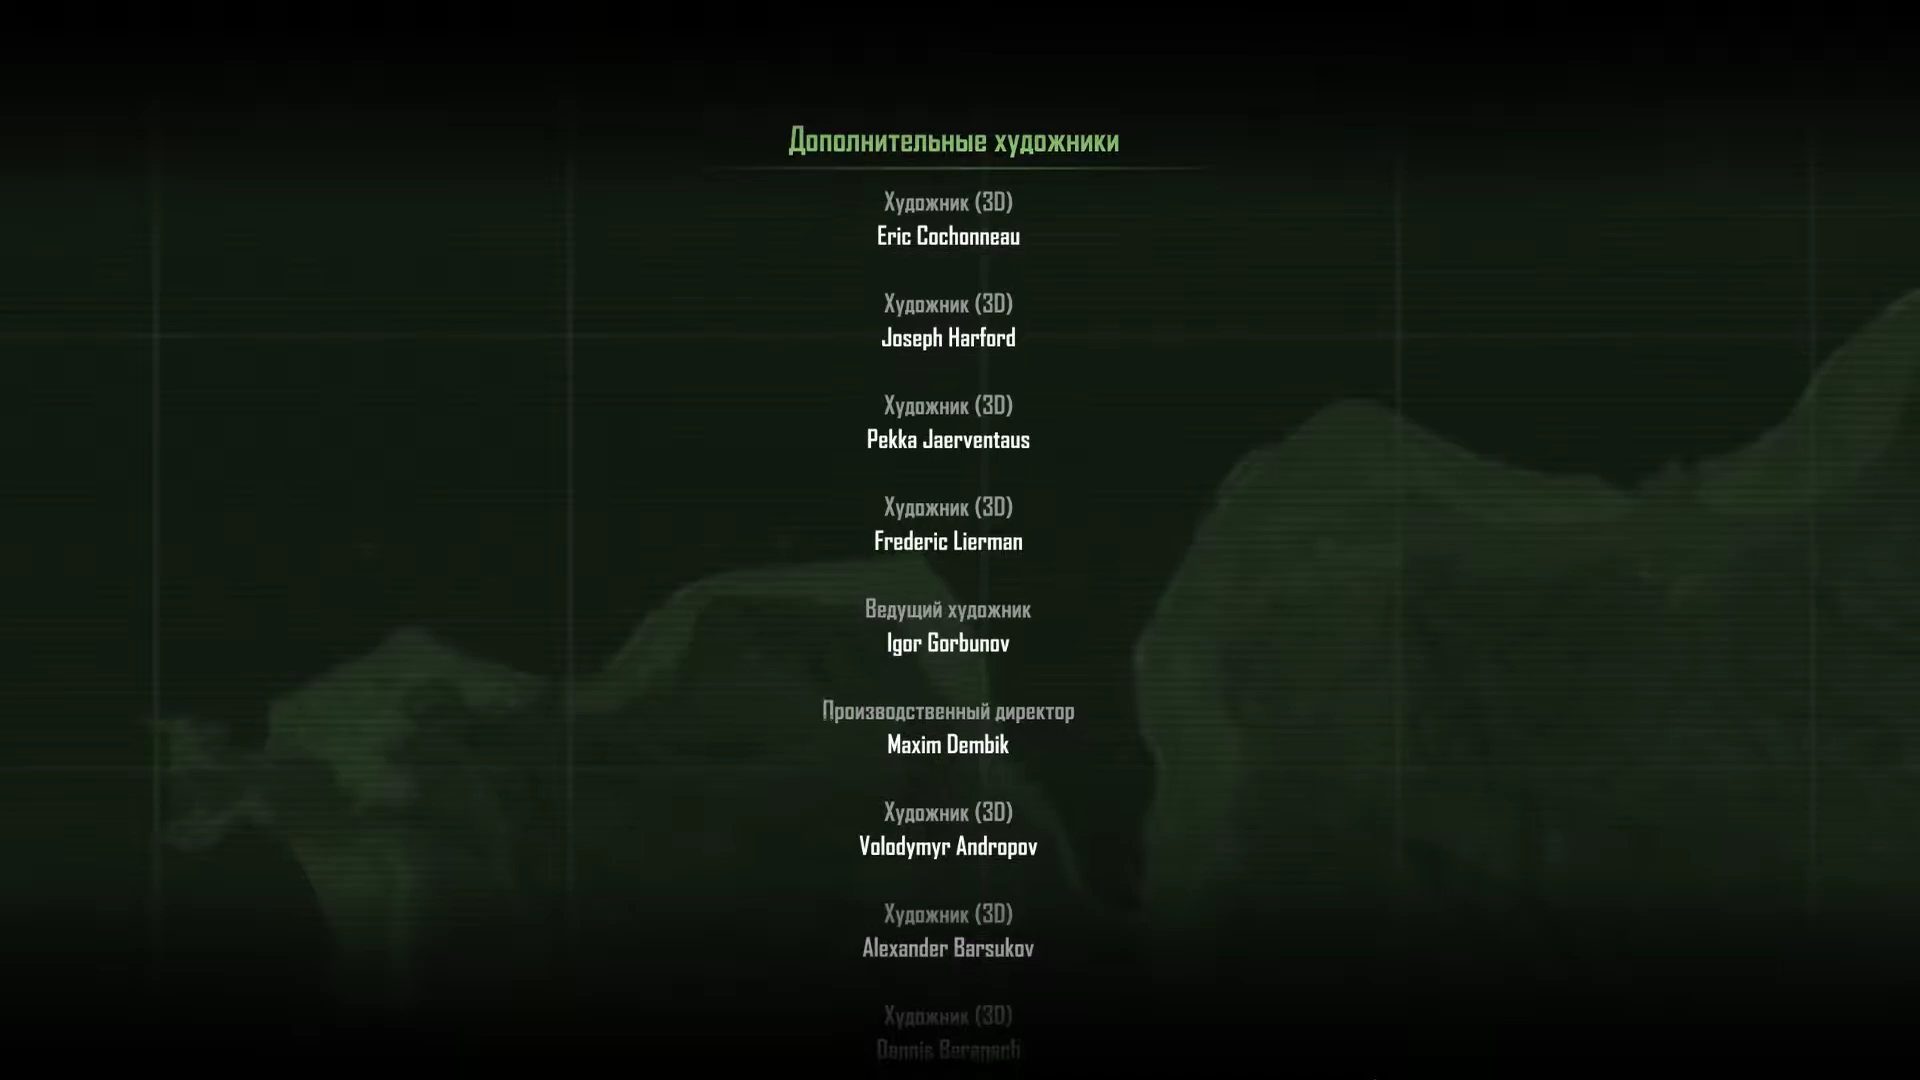 Дополнительные художники
Художник (3D)
Eric Cochonneau
Художник (3D)
Joseph Harford
Художник (3D)
Pekka Jaerventaus
Художник (3D)
Frederic Lierman
Ведущий художник
Igor Gorbunov
Производственный директор
Maxim Dembik
Художник (3D)
Volodymyr Andropov
Художник (3D)
Alexander Barsukov
Художник (3D)
Dennis